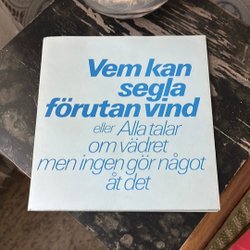 Vem kan
segla
förutan vind
eller Alla talar
om vädret
men ingen gör något
åt det